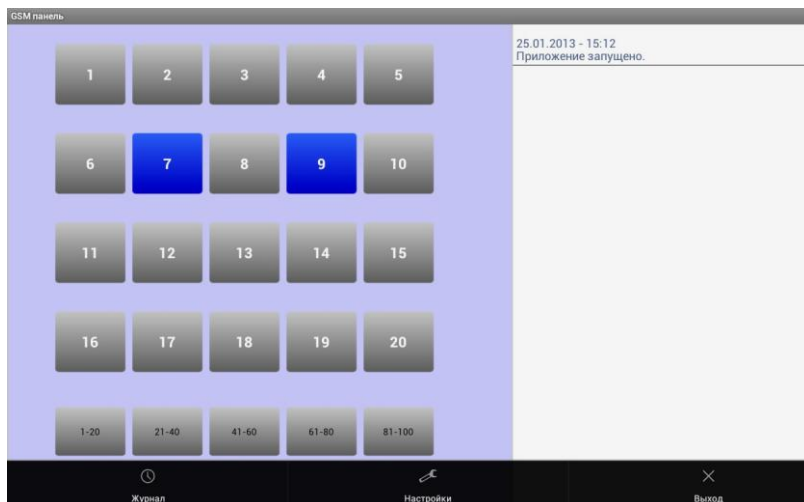 GSM панель
25.01.2013 - 15:12
Приложение запущено.
1 2 3 4 5
6 7 8 9 10
11 12 13 14 15
16 17 18 19 20
1-20 21-40 41-60 61-80 81-100
Журнал Настройки Выход